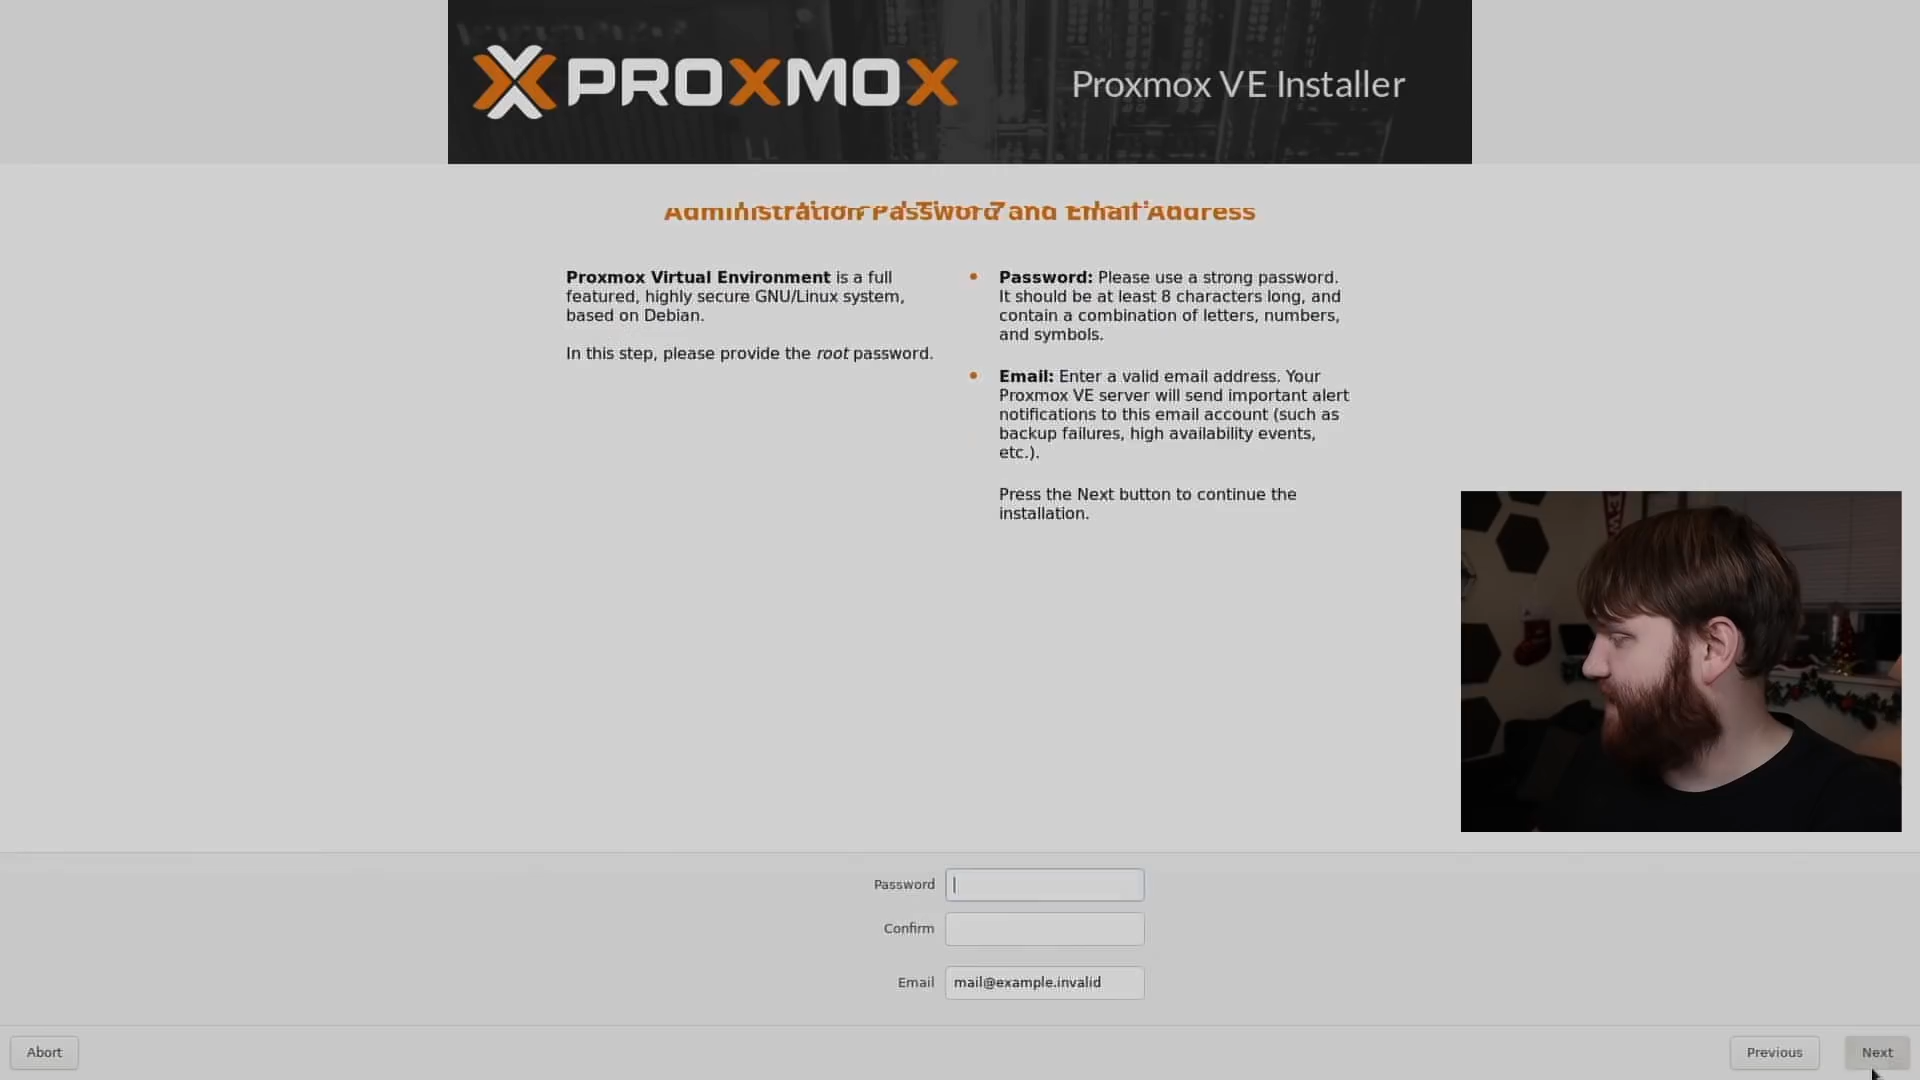 PROXMOX
Proxmox VE Installer
Administration Password and Email Address
Proxmox Virtual Environment is a full
featured, highly secure GNU/Linux system,
based on Debian.
In this step, please provide the root password.
Password: Please use a strong password.
It should be at least 8 characters long, and
contain a combination of letters, numbers,
and symbols.
Email: Enter a valid email address. Your
Proxmox VE server will send important alert
notifications to this email account (such as
backup failures, high availability events,
etc.).
Press the Next button to continue the
installation.
Password
Confirm
Email mail@example.invalid
Abort
Previous
Next